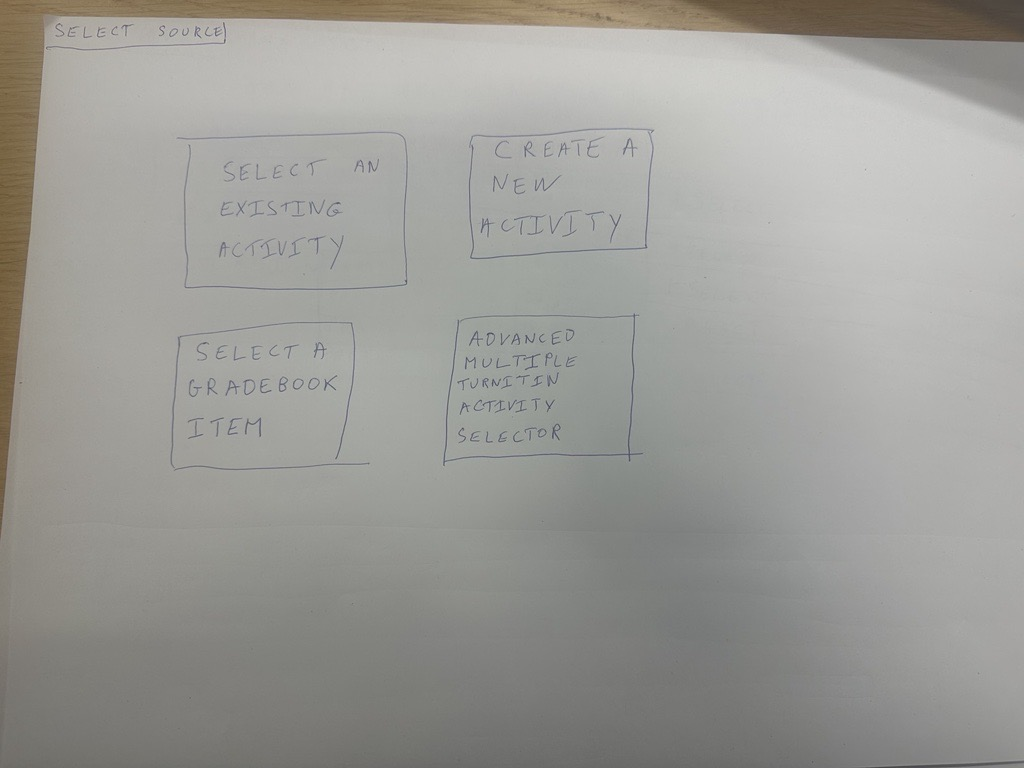 SELECT SOURCE
SELECT AN
EXISTING
ACTIVITY
CREATE A
NEW
ACTIVITY
SELECT A
GRADEBOOK
ITEM
ADVANCED
MULTIPLE
TURNITIN
ACTIVITY
SELECTOR